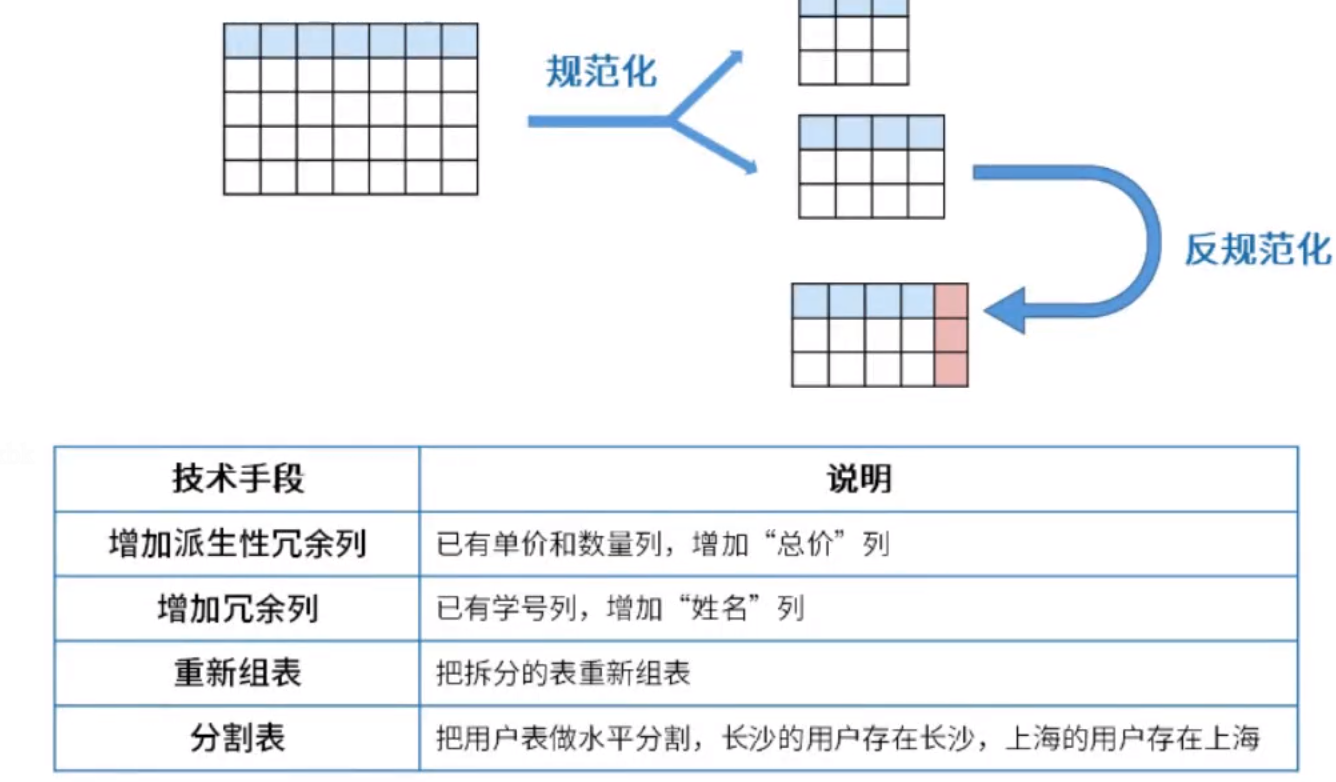 规范化
反规范化
技术手段 说明
增加派生性冗余列 已有单价和数量列，增加“总价”列
增加冗余列 已有学号列，增加“姓名”列
重新组表 把拆分的表重新组表
分割表 把用户表做水平分割，长沙的用户存在长沙，上海的用户存在上海